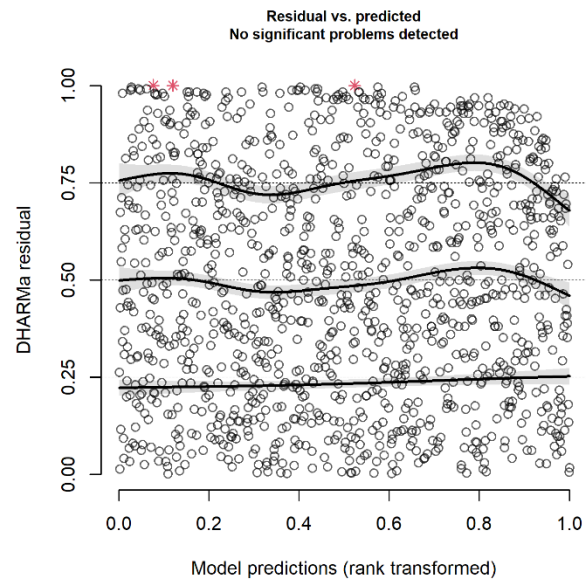 Residual vs. predicted
No significant problems detected
1.00
0.75
0.50
0.25
0.00
DHARMa residual
0.0 0.2 0.4 0.6 0.8 1.0
Model predictions (rank transformed)